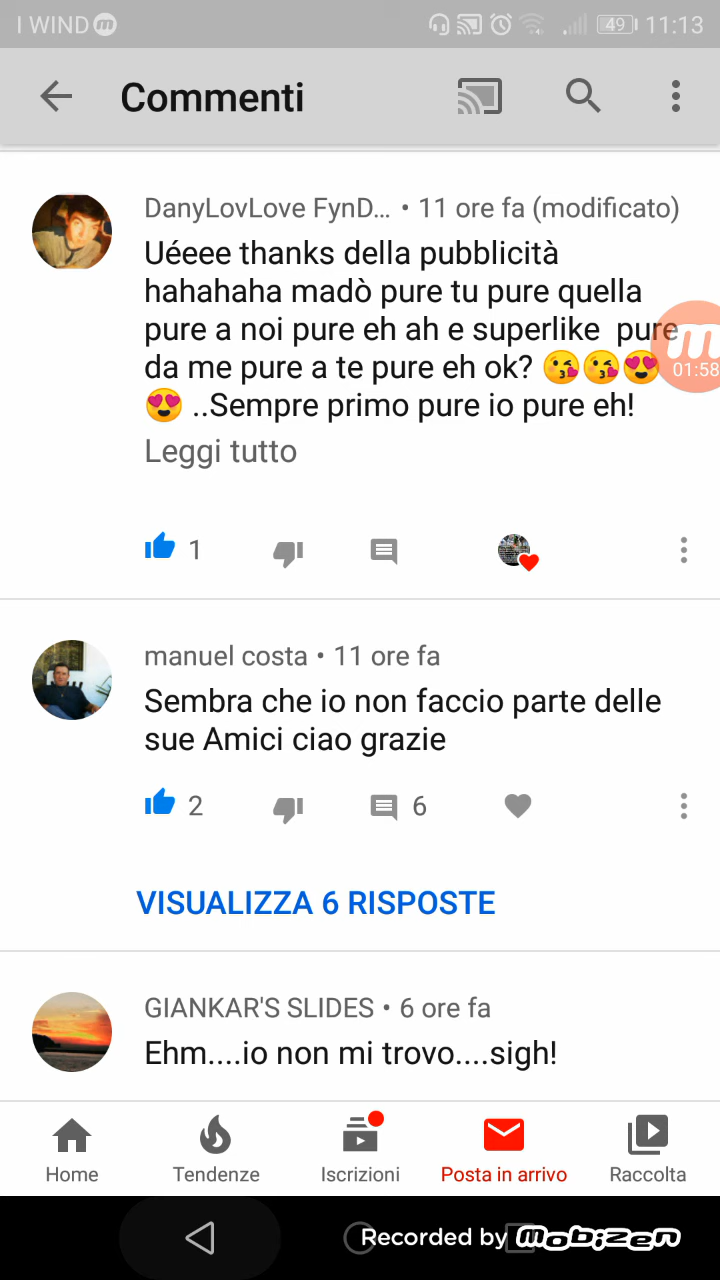 I WIND m 49 11:13
Commenti
DanyLovLove FynD... • 11 ore fa (modificato)
Uéeee thanks della pubblicità
hahahaha madò pure tu pure quella
pure a noi pure eh ah e superlike pure
da me pure a te pure eh ok? 😘😘😍
😍 ..Sempre primo pure io pure eh!
m
01:58
Leggi tutto
1
manuel costa • 11 ore fa
Sembra che io non faccio parte delle
sue Amici ciao grazie
2 6
VISUALIZZA 6 RISPOSTE
GIANKAR'S SLIDES • 6 ore fa
Ehm....io non mi trovo....sigh!
Home Tendenze Iscrizioni Posta in arrivo Raccolta
Recorded by mobizen